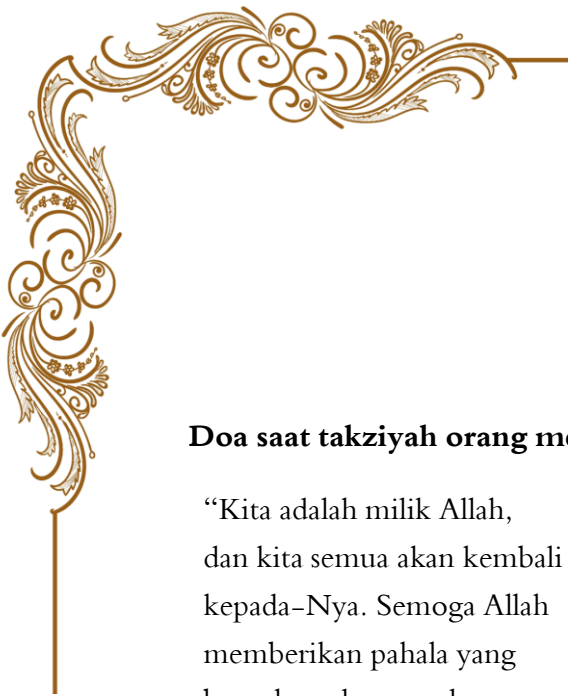 Doa saat takziyah orang
“Kita adalah milik Allah,
dan kita semua akan kembali
kepada-Nya. Semoga Allah
memberikan pahala yang